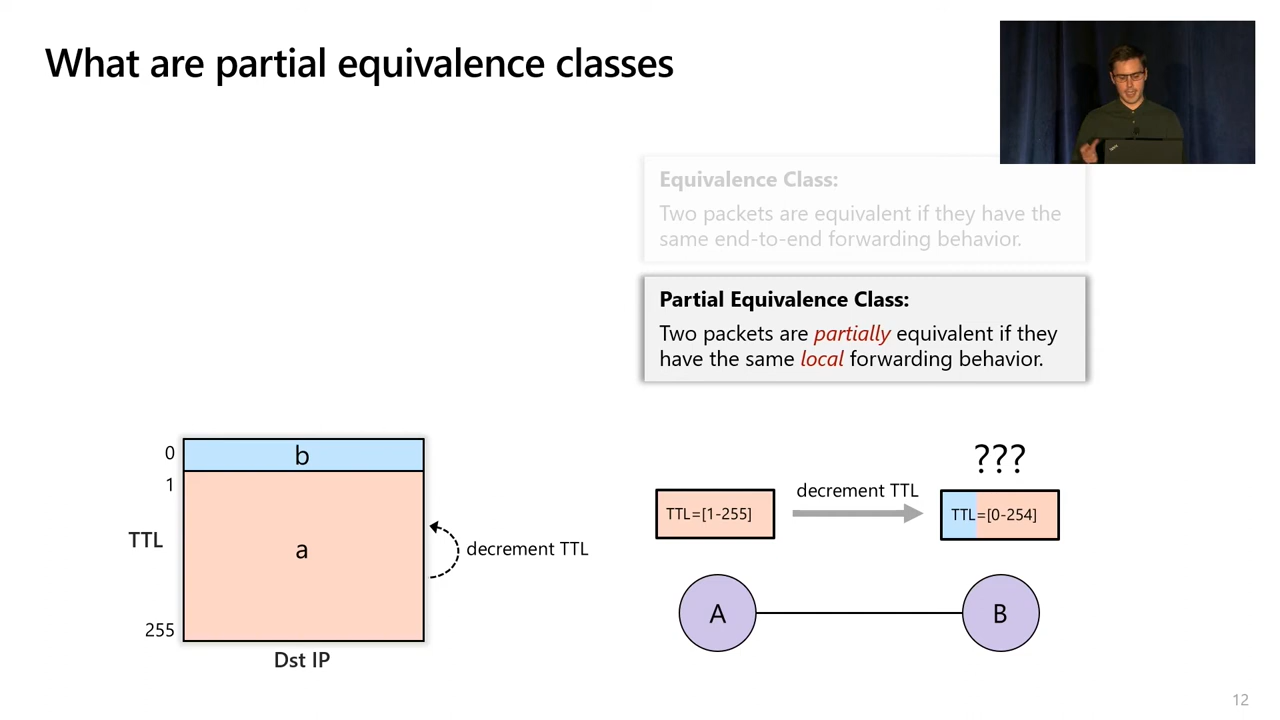 What are partial equivalence classes
Equivalence Class:
Two packets are equivalent if they have the
same end-to-end forwarding behavior.
Partial Equivalence Class:
Two packets are partially equivalent if they
have the same local forwarding behavior.
0
b
1
TTL
a
decrement TTL
255
Dst IP
???
decrement TTL
TTL=[1-255]
TTL=[0-254]
A
B
12